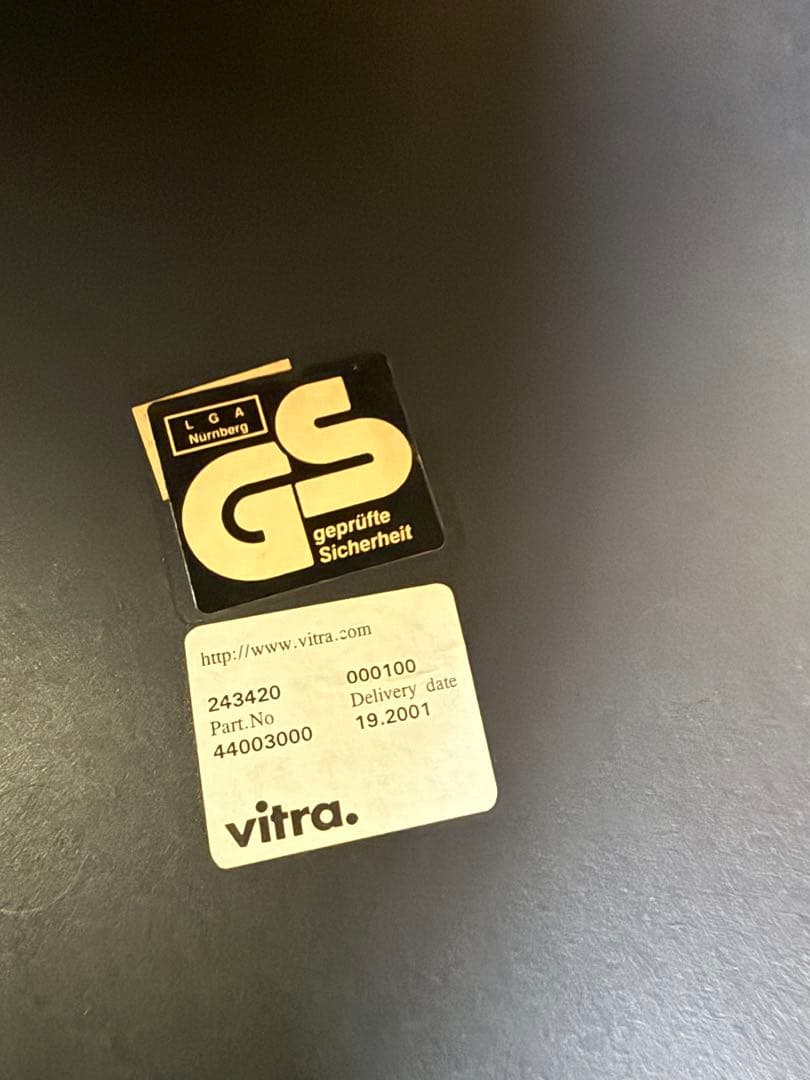 L G A
Nürnberg
GS
geprüfte
Sicherheit
http://www.vitra.com
243420 000100
Part.No Delivery date
44003000 19.2001
vitra.